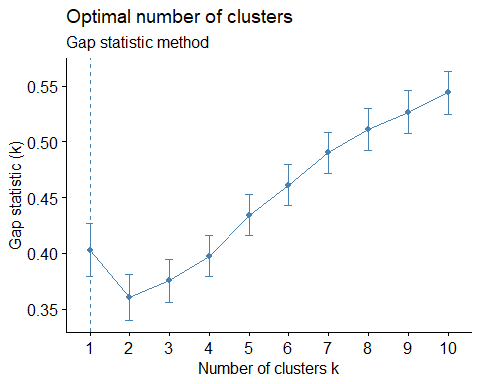 Optimal number of clusters
Gap statistic method
Gap statistic (k)
0.55
0.50
0.45
0.40
0.35
1 2 3 4 5 6 7 8 9 10
Number of clusters k